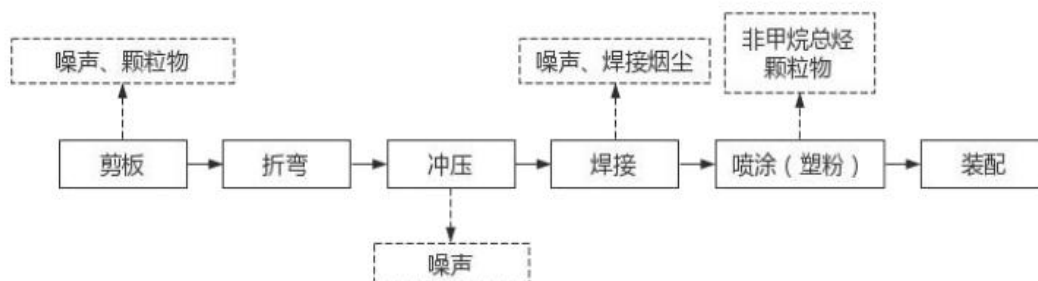 噪声、颗粒物
噪声、焊接烟尘
非甲烷总烃
颗粒物
剪板
折弯
冲压
焊接
喷涂（塑粉）
装配
噪声